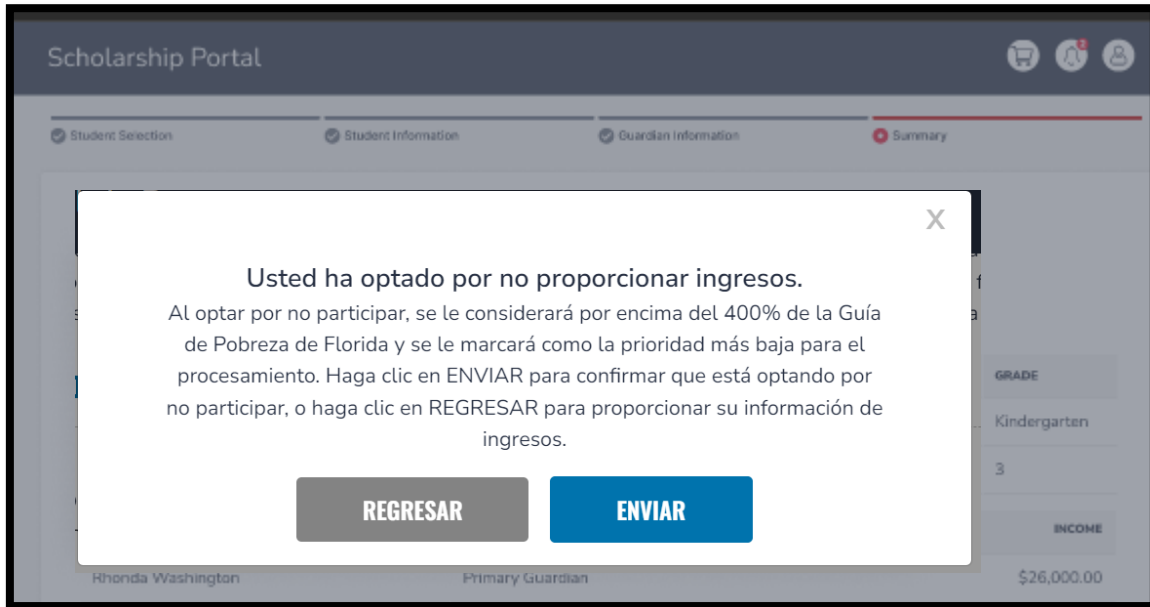 Scholarship Portal
2
Student Selection Student Information Guardian Information Summary
X
Usted ha optado por no proporcionar ingresos.
Al optar por no participar, se le considerará por encima del 400% de la Guía
de Pobreza de Florida y se le marcará como la prioridad más baja para el
procesamiento. Haga clic en ENVIAR para confirmar que está optando por
no participar, o haga clic en REGRESAR para proporcionar su información de
ingresos.
REGRESAR ENVIAR
GRADE
Kindergarten
3
INCOME
Rhonda Washington Primary Guardian $26,000.00